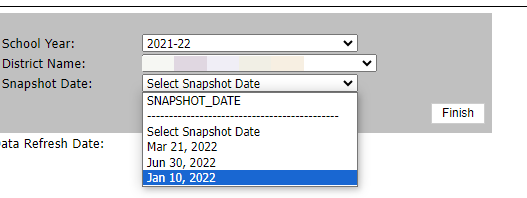 School Year: 2021-22
District Name:
Snapshot Date: Select Snapshot Date
SNAPSHOT_DATE
--------------------------------------------
Select Snapshot Date
Mar 21, 2022
Jun 30, 2022
Jan 10, 2022
Finish
ata Refresh Date: